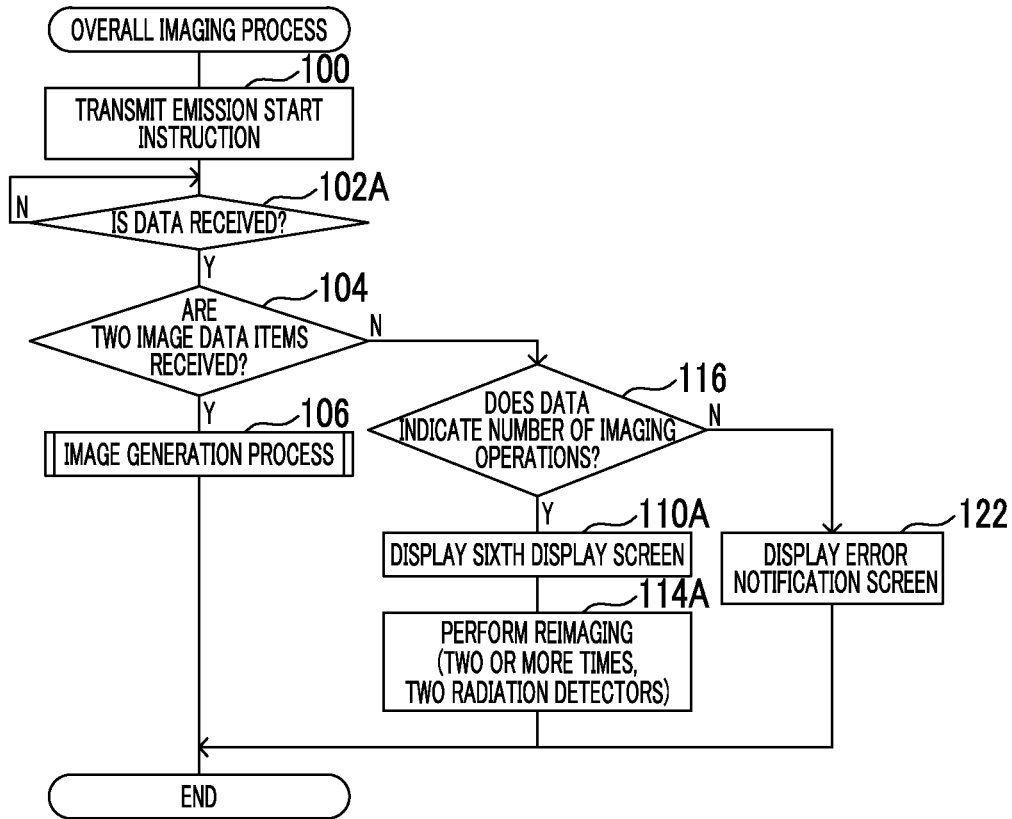 OVERALL IMAGING PROCESS
100
TRANSMIT EMISSION START
INSTRUCTION
102A
N
IS DATA RECEIVED?
Y
104
ARE
TWO IMAGE DATA ITEMS
RECEIVED?
N
Y
106
IMAGE GENERATION PROCESS
116
DOES DATA
INDICATE NUMBER OF IMAGING
OPERATIONS?
N
Y
110A
DISPLAY SIXTH DISPLAY SCREEN
122
DISPLAY ERROR
NOTIFICATION SCREEN
114A
PERFORM REIMAGING
(TWO OR MORE TIMES,
TWO RADIATION DETECTORS)
END